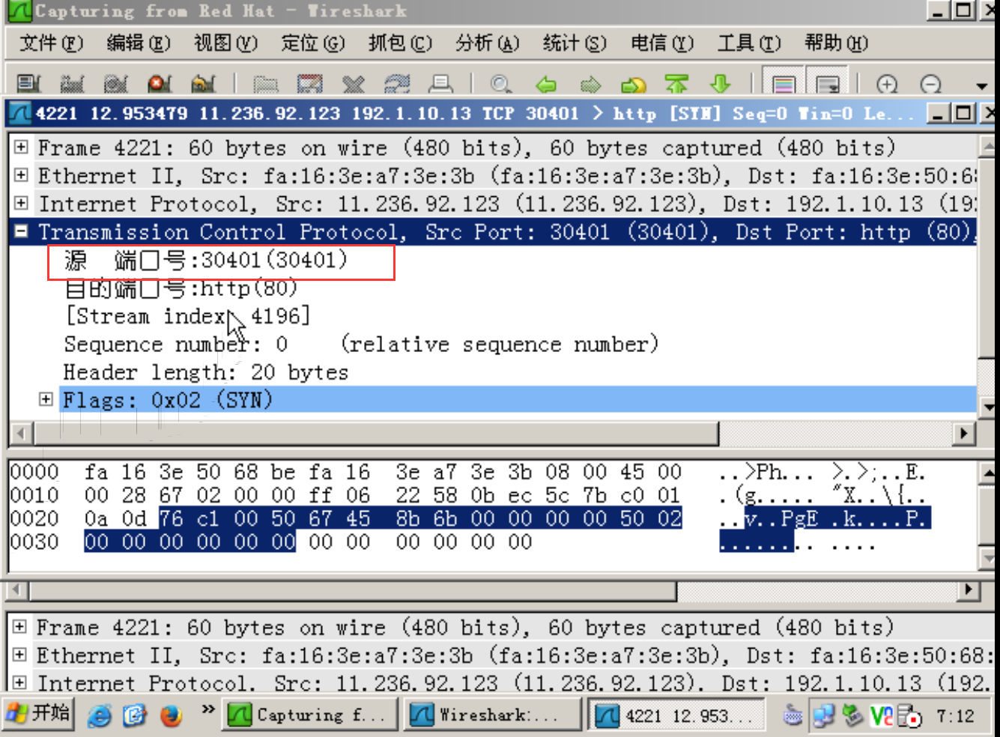 Capturing from Red Hat - Wireshark
文件(F) 编辑(E) 视图(V) 定位(G) 抓包(C) 分析(A) 统计(S) 电信(Y) 工具(T) 帮助(H)
4221 12.953479 11.236.92.123 192.1.10.13 TCP 30401 > http [SYN] Seq=0 Win=0 Le...
Frame 4221: 60 bytes on wire (480 bits), 60 bytes captured (480 bits)
Ethernet II, Src: fa:16:3e:a7:3e:3b (fa:16:3e:a7:3e:3b), Dst: fa:16:3e:50:68
Internet Protocol, Src: 11.236.92.123 (11.236.92.123), Dst: 192.1.10.13 (19
Transmission Control Protocol, Src Port: 30401 (30401), Dst Port: http (80),
源 端口号:30401(30401)
目的端口号:http(80)
[Stream index: 4196]
Sequence number: 0 (relative sequence number)
Header length: 20 bytes
Flags: 0x02 (SYN)
0000 fa 16 3e 50 68 be fa 16 3e a7 3e 3b 08 00 45 00 ..>Ph... >.>;..E.
0010 00 28 67 02 00 00 ff 06 22 58 0b ec 5c 7b c0 01 .(g..... "X..\{..
0020 0a 0d 76 c1 00 50 67 45 8b 6b 00 00 00 00 50 02 ..v..PgE .k....P.
0030 00 00 00 00 00 00 00 00 00 00 00 00 ........ ....
Frame 4221: 60 bytes on wire (480 bits), 60 bytes captured (480 bits)
Ethernet II, Src: fa:16:3e:a7:3e:3b (fa:16:3e:a7:3e:3b), Dst: fa:16:3e:50:68:
Internet Protocol, Src: 11.236.92.123 (11.236.92.123), Dst: 192.1.10.13 (192.
开始 » Capturing f... Wireshark:... 4221 12.953... 7:12